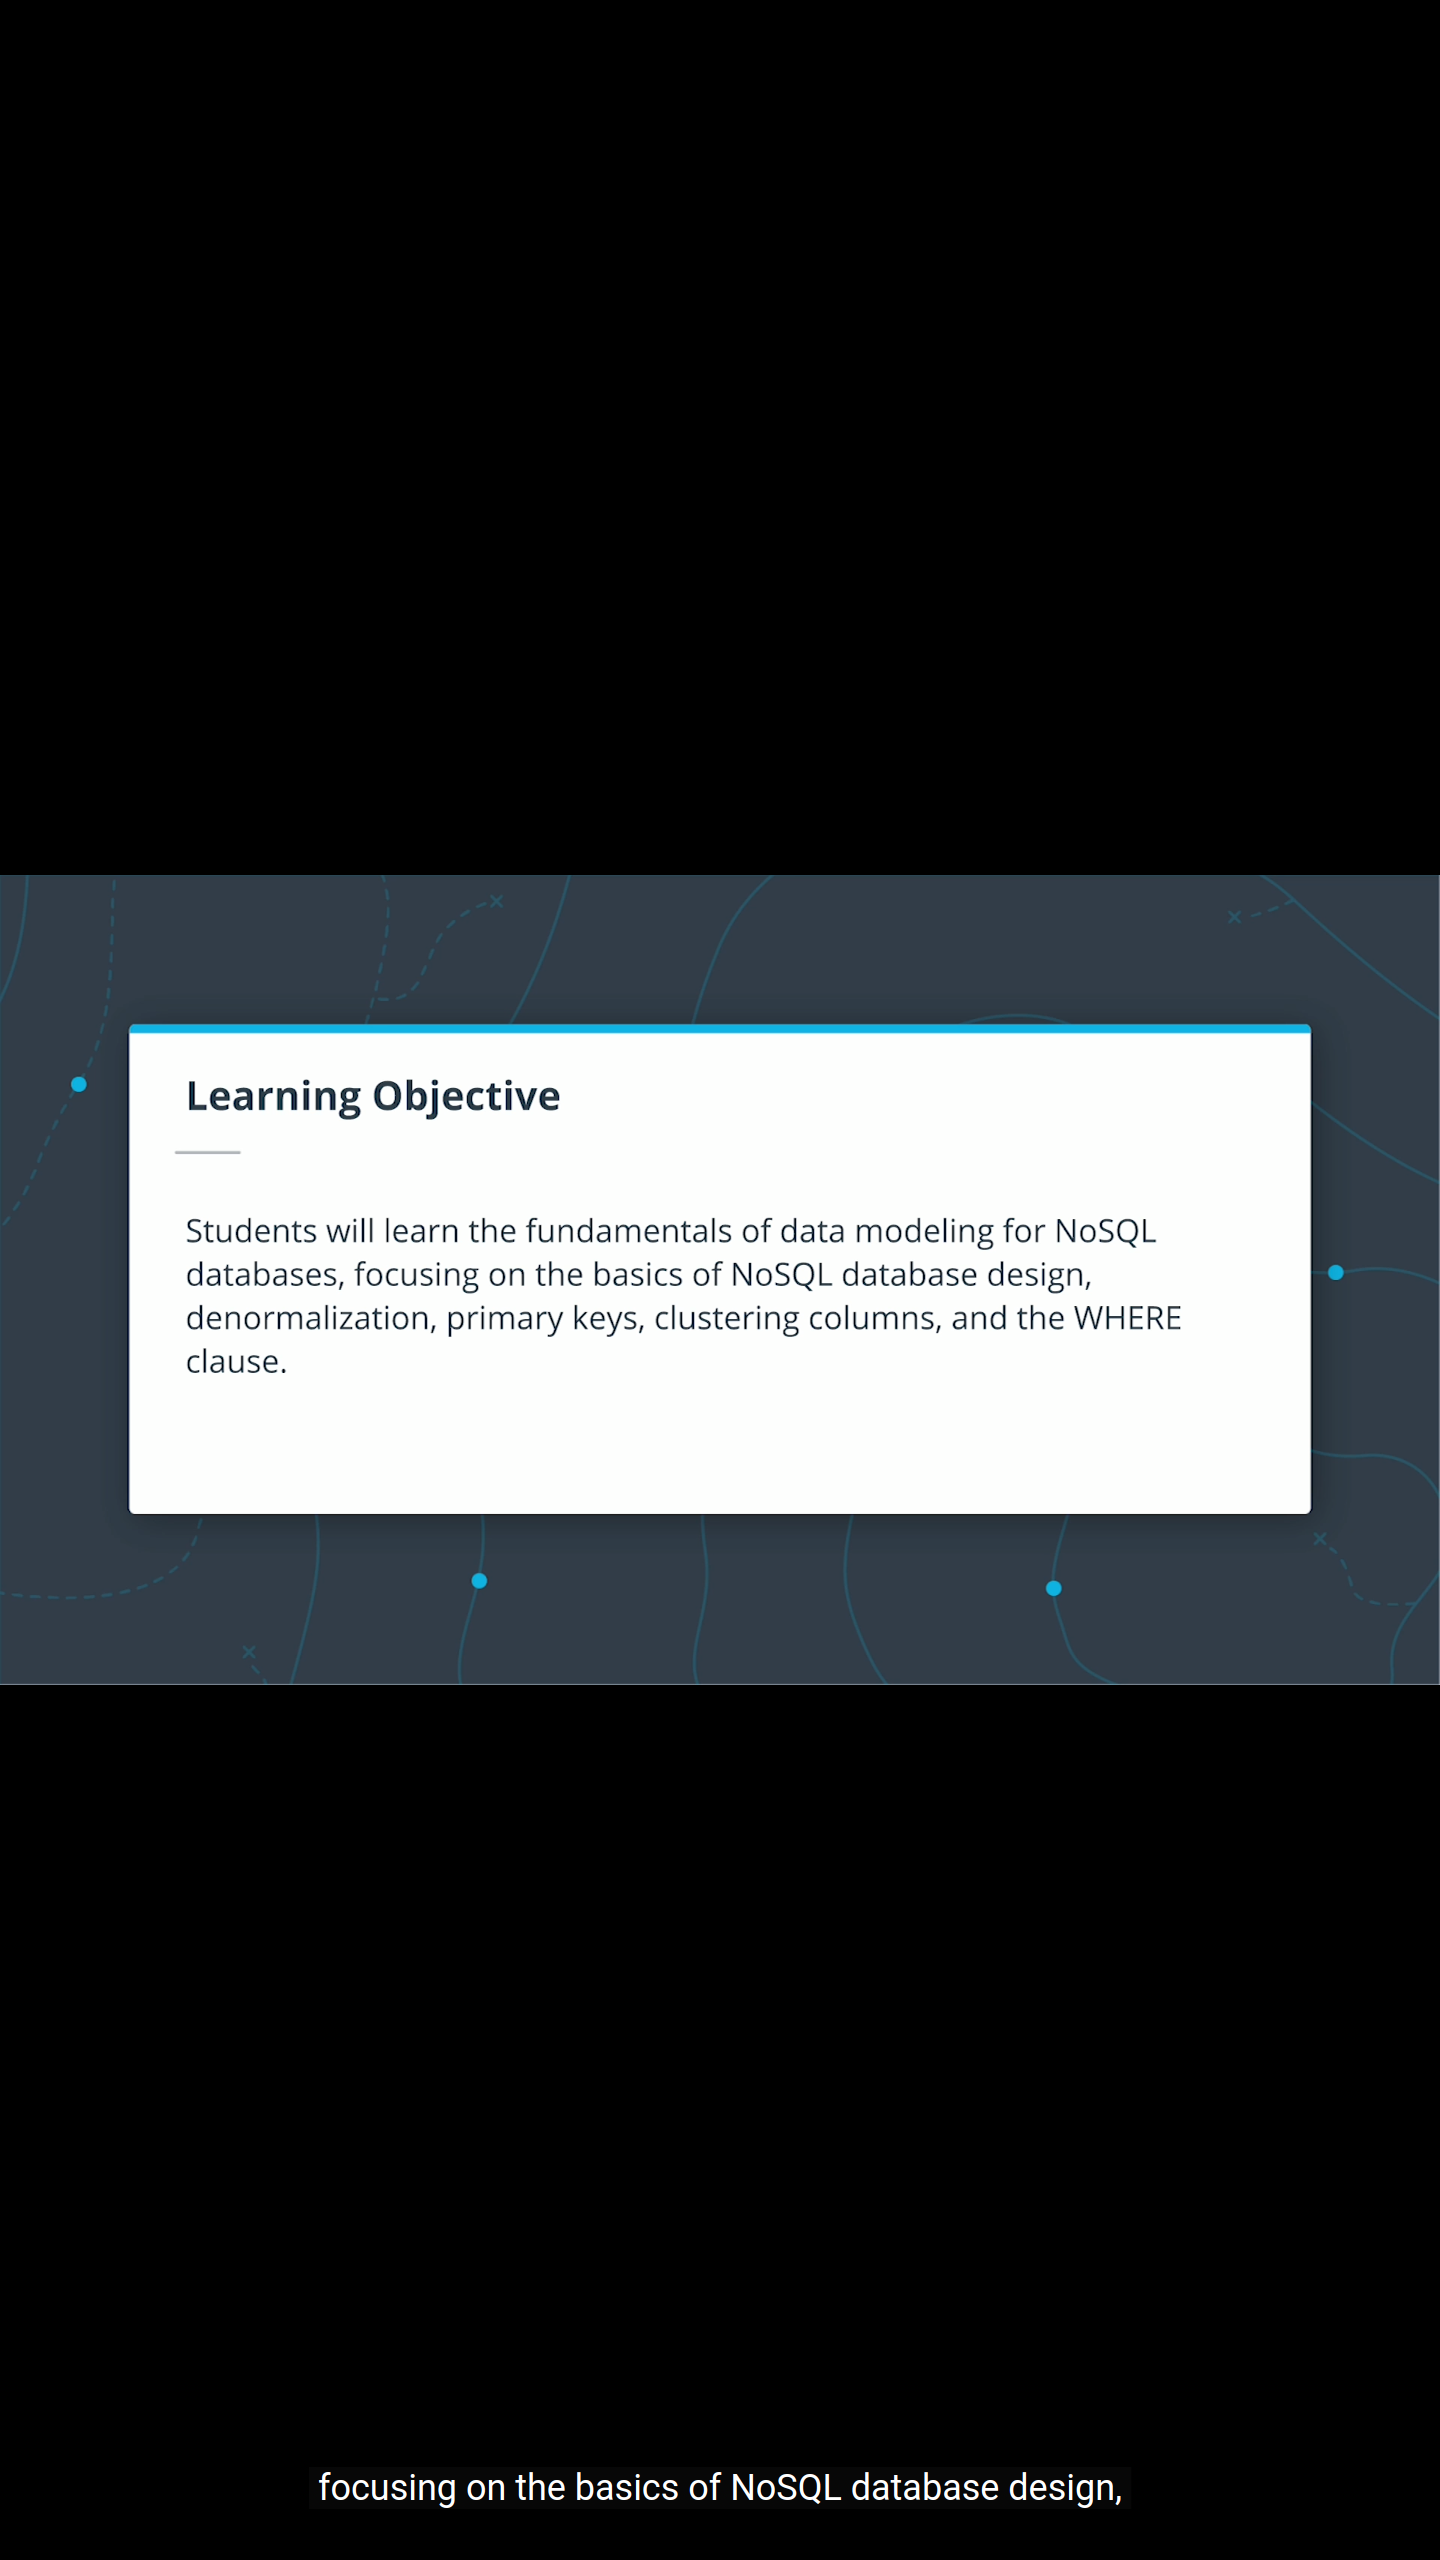 Learning Objective
Students will learn the fundamentals of data modeling for NoSQL
databases, focusing on the basics of NoSQL database design,
denormalization, primary keys, clustering columns, and the WHERE
clause.
focusing on the basics of NoSQL database design,